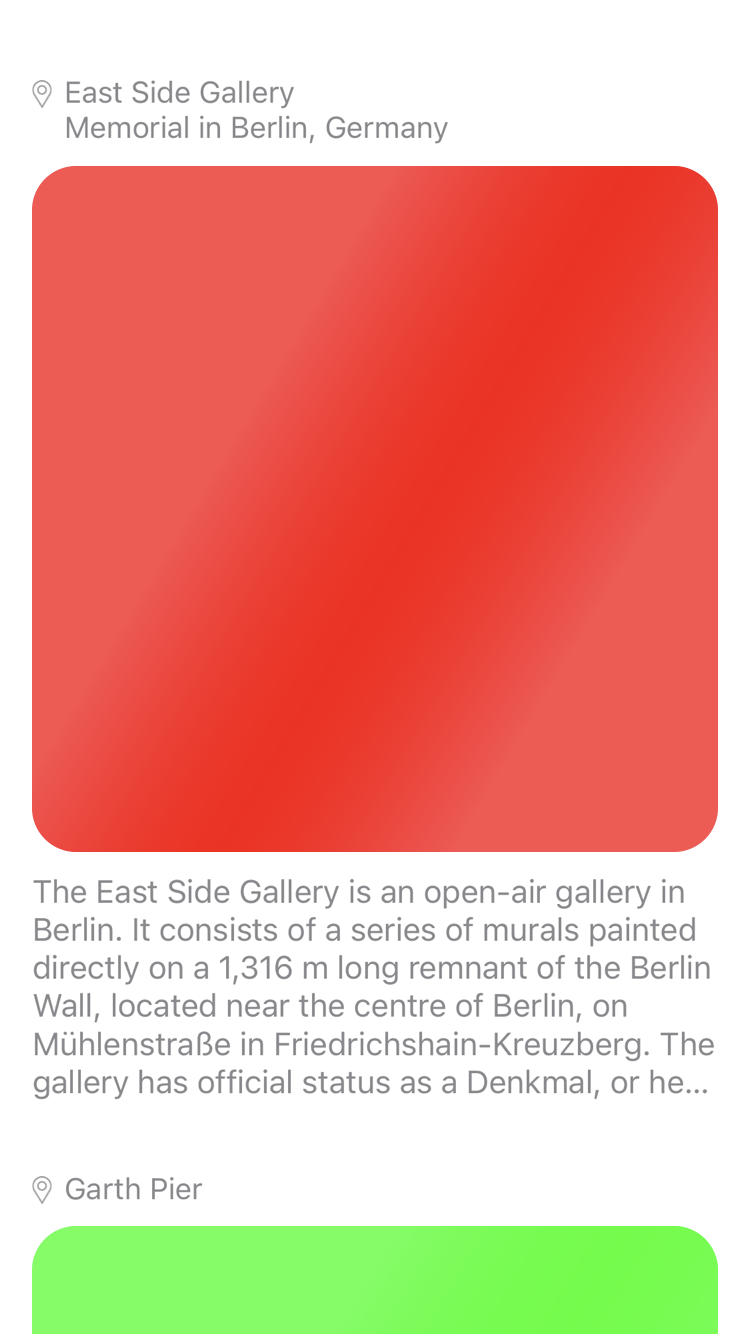 East Side Gallery
Memorial in Berlin, Germany
The East Side Gallery is an open-air gallery in
Berlin. It consists of a series of murals painted
directly on a 1,316 m long remnant of the Berlin
Wall, located near the centre of Berlin, on
Mühlenstraße in Friedrichshain-Kreuzberg. The
gallery has official status as a Denkmal, or he...
Garth Pier